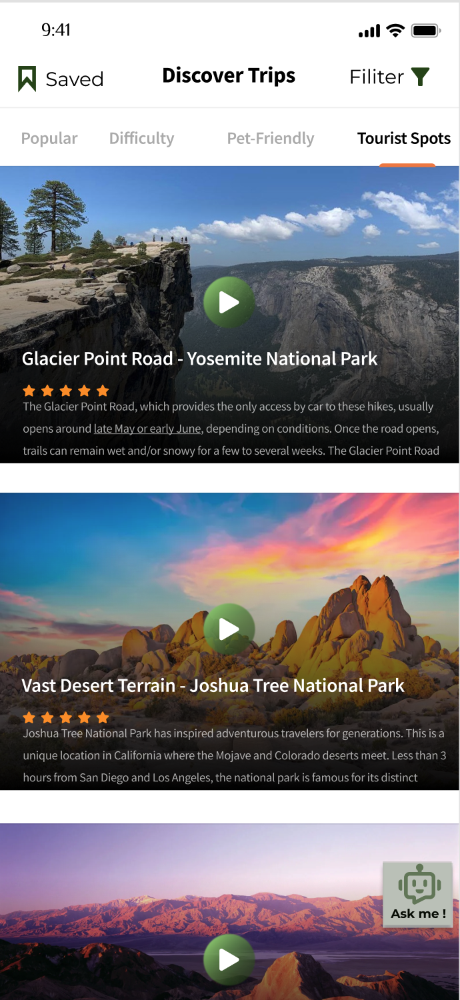 9:41
Saved
Discover Trips
Filiter
Popular
Difficulty
Pet-Friendly
Tourist Spots
Glacier Point Road - Yosemite National Park
The Glacier Point Road, which provides the only access by car to these hikes, usually
opens around late May or early June, depending on conditions. Once the road opens,
trails can remain wet and/or snowy for a few to several weeks. The Glacier Point Road
Vast Desert Terrain - Joshua Tree National Park
Joshua Tree National Park has inspired adventurous travelers for generations. This is a
unique location in California where the Mojave and Colorado deserts meet. Less than 3
hours from San Diego and Los Angeles, the national park is famous for its distinct
Ask me !